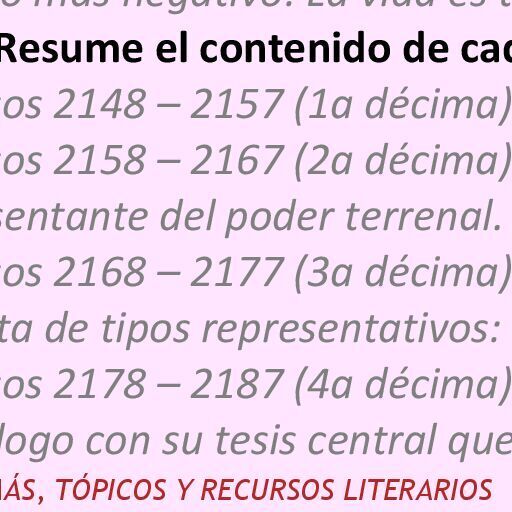 o más negativo. La vida es
Resume el contenido de cad
os 2148 – 2157 (1a décima)
os 2158 – 2167 (2a décima)
sentante del poder terrenal.
os 2168 – 2177 (3a décima)
ta de tipos representativos:
os 2178 – 2187 (4a décima)
logo con su tesis central que
ÁS, TÓPICOS Y RECURSOS LITERARIOS